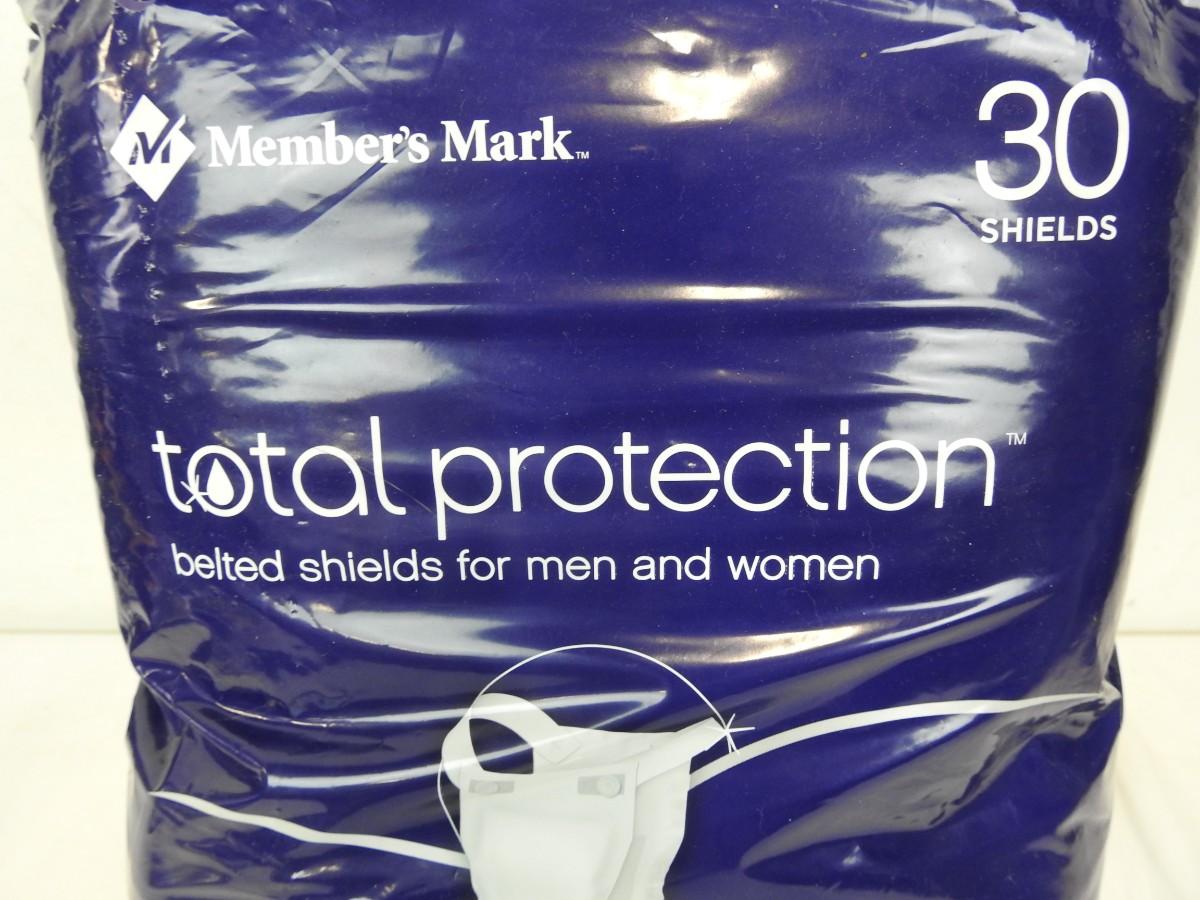 Member's Mark™
30
SHIELDS
total protection™
belted shields for men and women